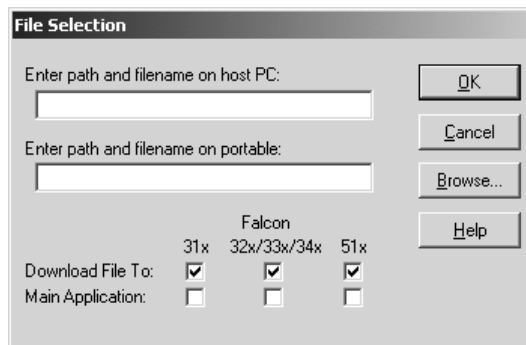 File Selection
Enter path and filename on host PC:
OK
Cancel
Enter path and filename on portable:
Browse...
Help
Falcon
31x 32x/33x/34x 51x
Download File To:
Main Application: